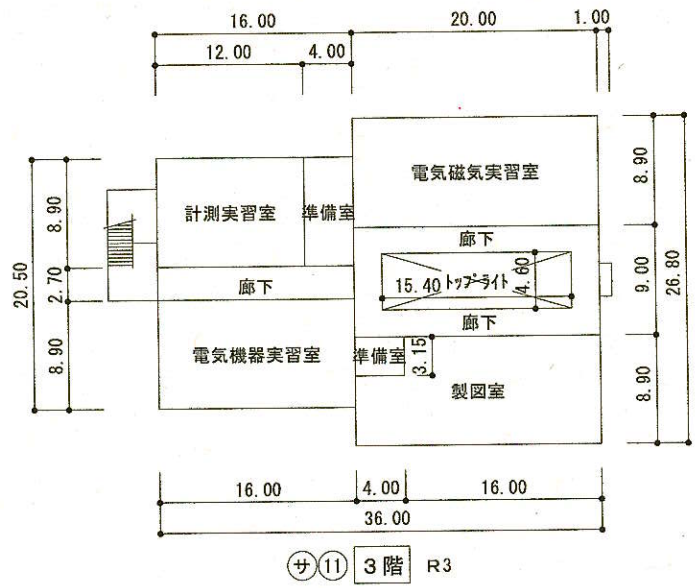 16.00 20.00 1.00
12.00 4.00
電気磁気実習室
計測実習室 準備室
廊下
15.40 トップライト 4.60
廊下
廊下
電気機器実習室 準備室 3.15
製図室
20.50
8.90
2.70
8.90
8.90
9.00
8.90
26.80
16.00 4.00 16.00
36.00
サ 11 3階 R3